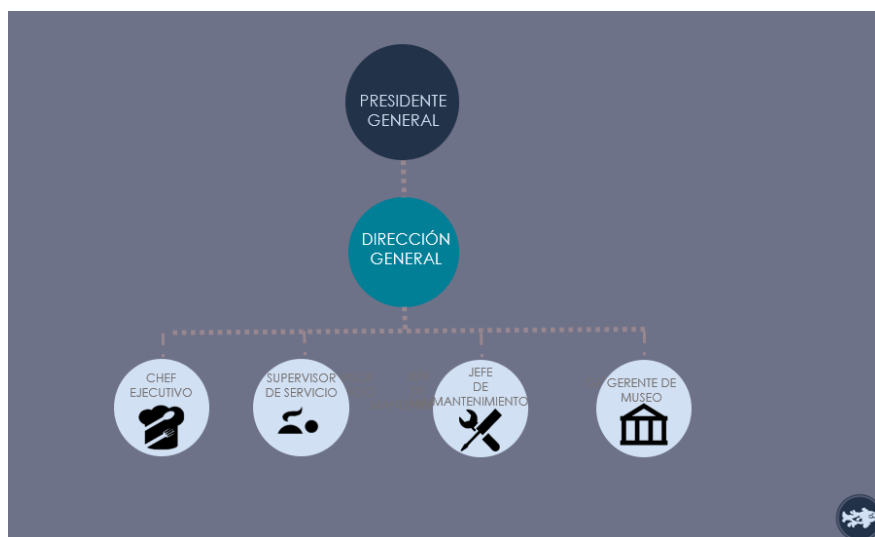 PRESIDENTE
GENERAL
DIRECCIÓN
GENERAL
CHEF
EJECUTIVO
SUPERVISOR
DE SERVICIO
JEFE
DE
MANTENIMIENTO
GERENTE DE
MUSEO